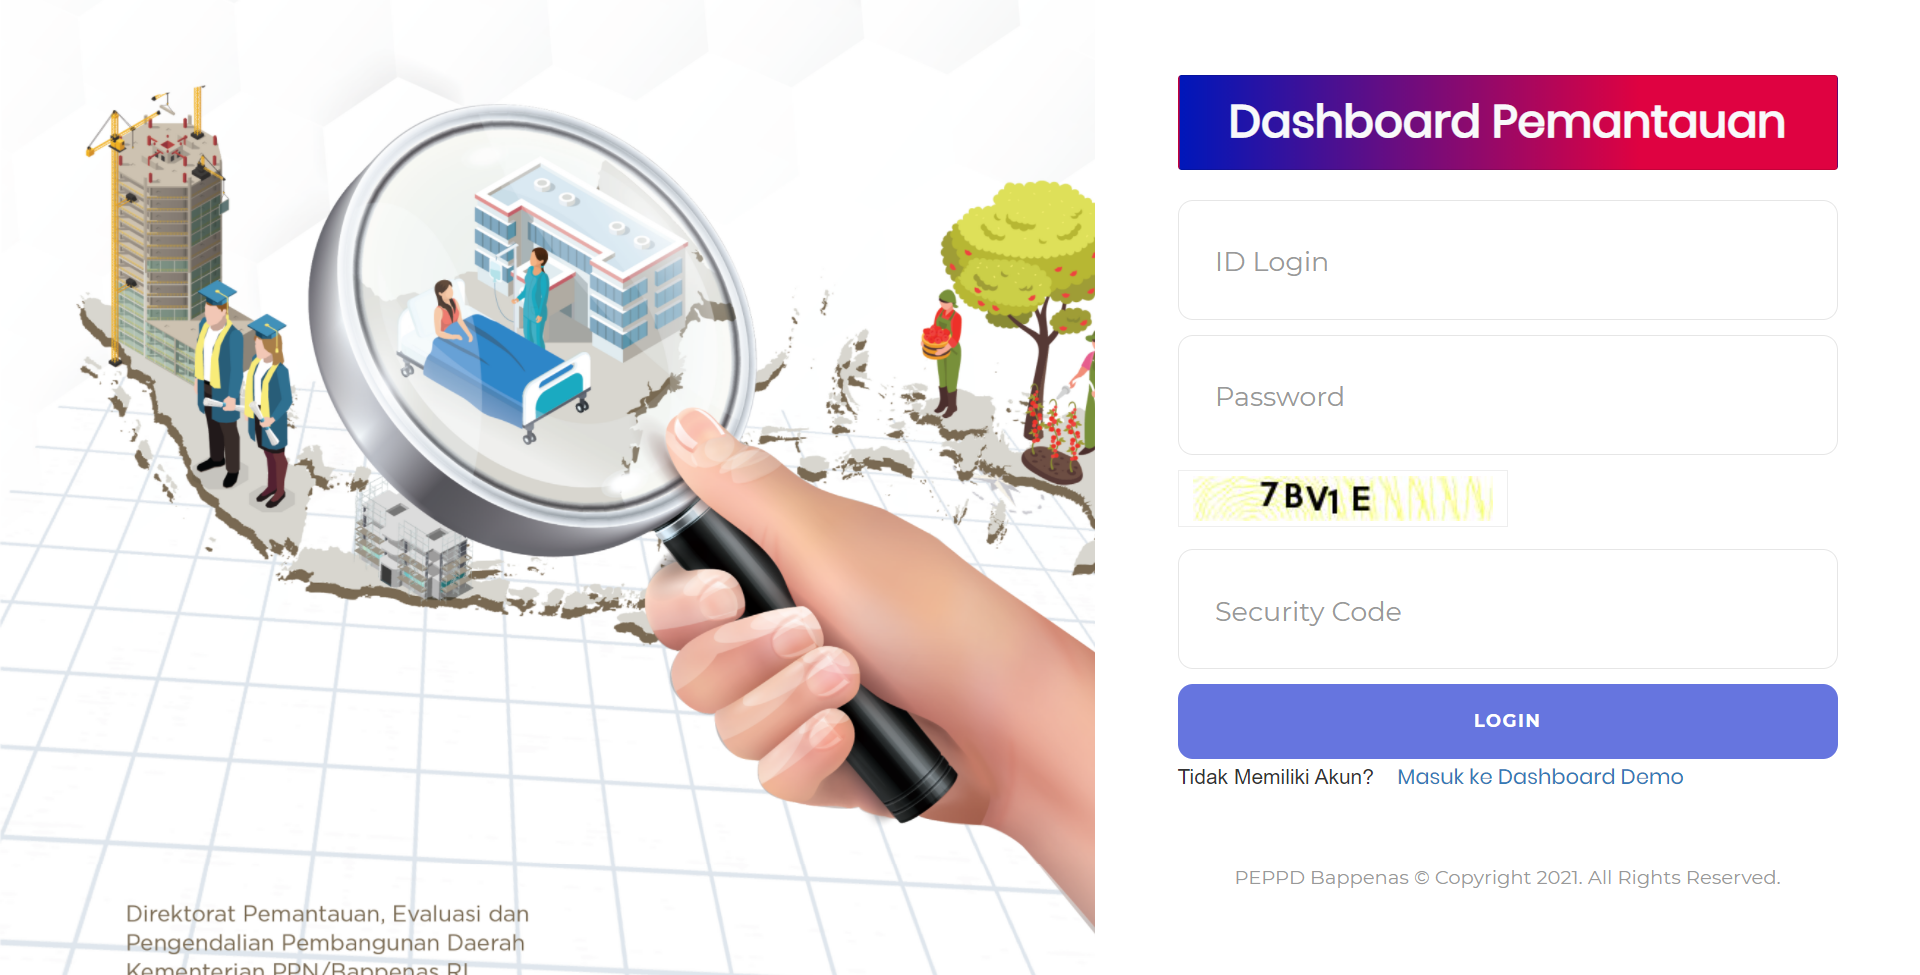 Dashboard Pemantauan
ID Login
Password
7BV1E
Security Code
LOGIN
Tidak Memiliki Akun? Masuk ke Dashboard Demo
PEPPD Bappenas © Copyright 2021. All Rights Reserved.
Direktorat Pemantauan, Evaluasi dan
Pengendalian Pembangunan Daerah
Kementerian PPN/Bappenas RI